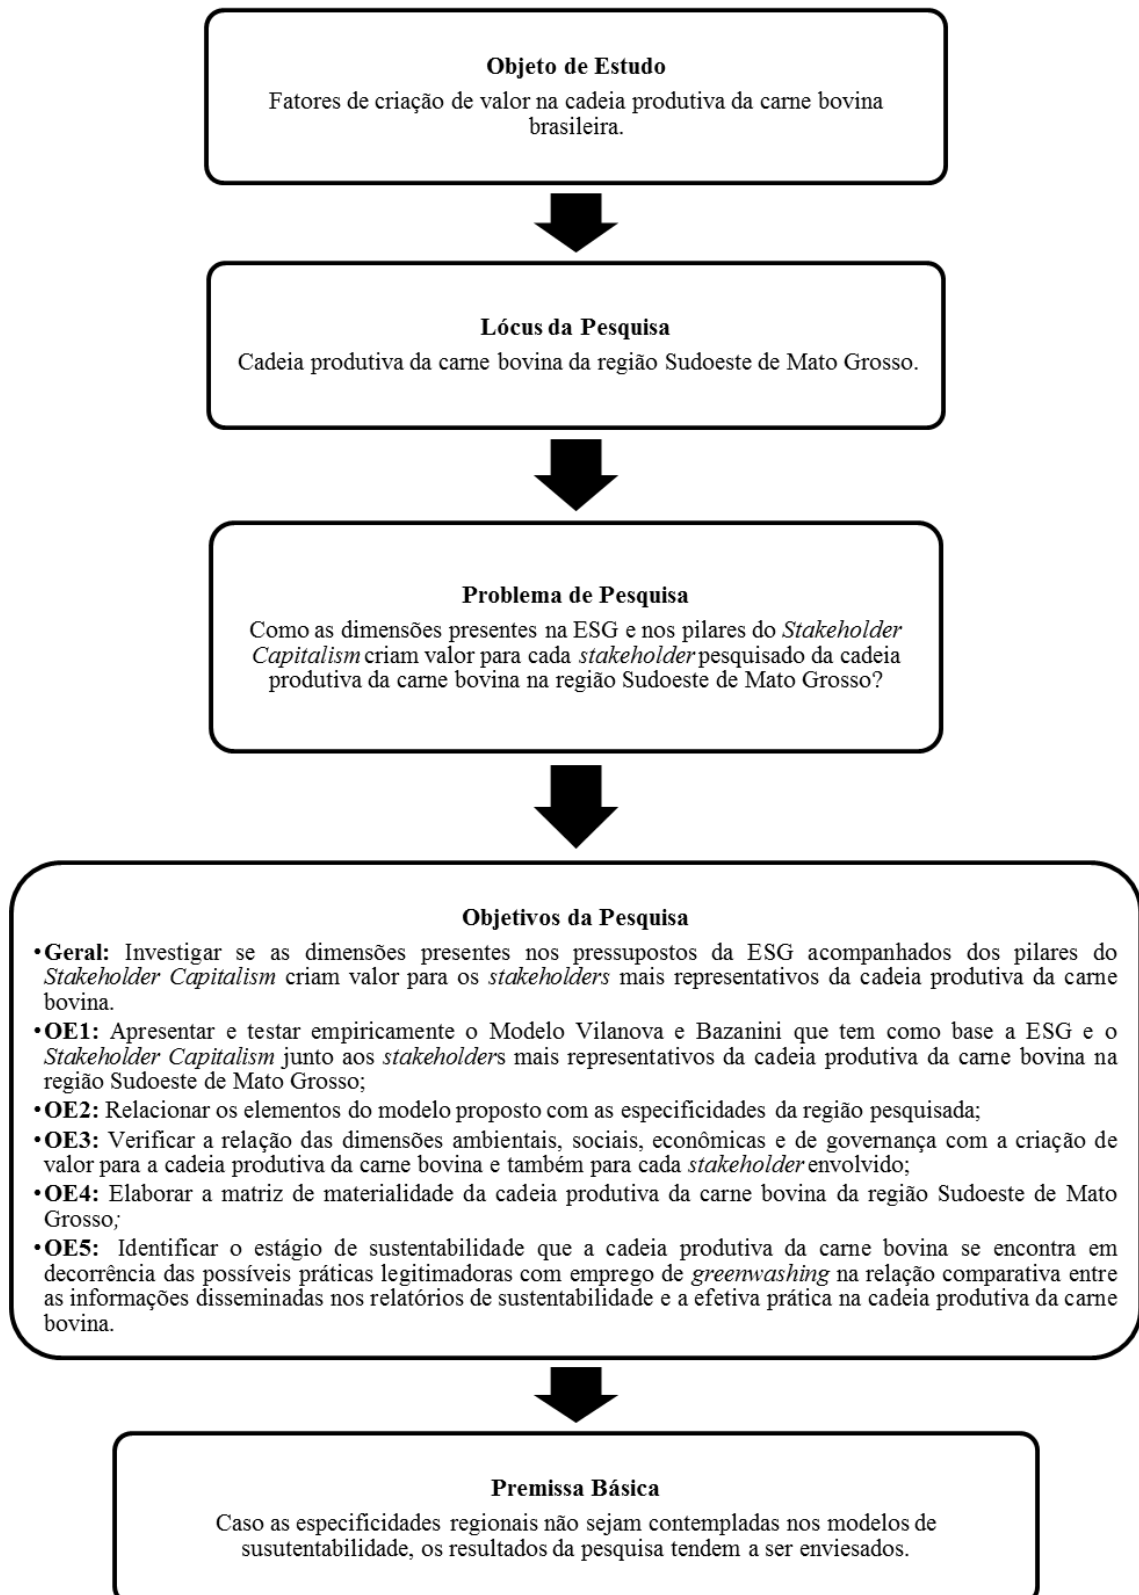 Objeto de Estudo
Fatores de criação de valor na cadeia produtiva da carne bovina
brasileira.
Lócus da Pesquisa
Cadeia produtiva da carne bovina da região Sudoeste de Mato Grosso.
Problema de Pesquisa
Como as dimensões presentes na ESG e nos pilares do Stakeholder
Capitalism criam valor para cada stakeholder pesquisado da cadeia
produtiva da carne bovina na região Sudoeste de Mato Grosso?
Objetivos da Pesquisa
•Geral: Investigar se as dimensões presentes nos pressupostos da ESG acompanhados dos pilares do
Stakeholder Capitalism criam valor para os stakeholders mais representativos da cadeia produtiva da carne
bovina.
•OE1: Apresentar e testar empiricamente o Modelo Vilanova e Bazanini que tem como base a ESG e o
Stakeholder Capitalism junto aos stakeholders mais representativos da cadeia produtiva da carne bovina na
região Sudoeste de Mato Grosso;
•OE2: Relacionar os elementos do modelo proposto com as especificidades da região pesquisada;
•OE3: Verificar a relação das dimensões ambientais, sociais, econômicas e de governança com a criação de
valor para a cadeia produtiva da carne bovina e também para cada stakeholder envolvido;
•OE4: Elaborar a matriz de materialidade da cadeia produtiva da carne bovina da região Sudoeste de Mato
Grosso;
•OE5: Identificar o estágio de sustentabilidade que a cadeia produtiva da carne bovina se encontra em
decorrência das possíveis práticas legitimadoras com emprego de greenwashing na relação comparativa entre
as informações disseminadas nos relatórios de sustentabilidade e a efetiva prática na cadeia produtiva da carne
bovina.
Premissa Básica
Caso as especificidades regionais não sejam contempladas nos modelos de
susutentabilidade, os resultados da pesquisa tendem a ser enviesados.